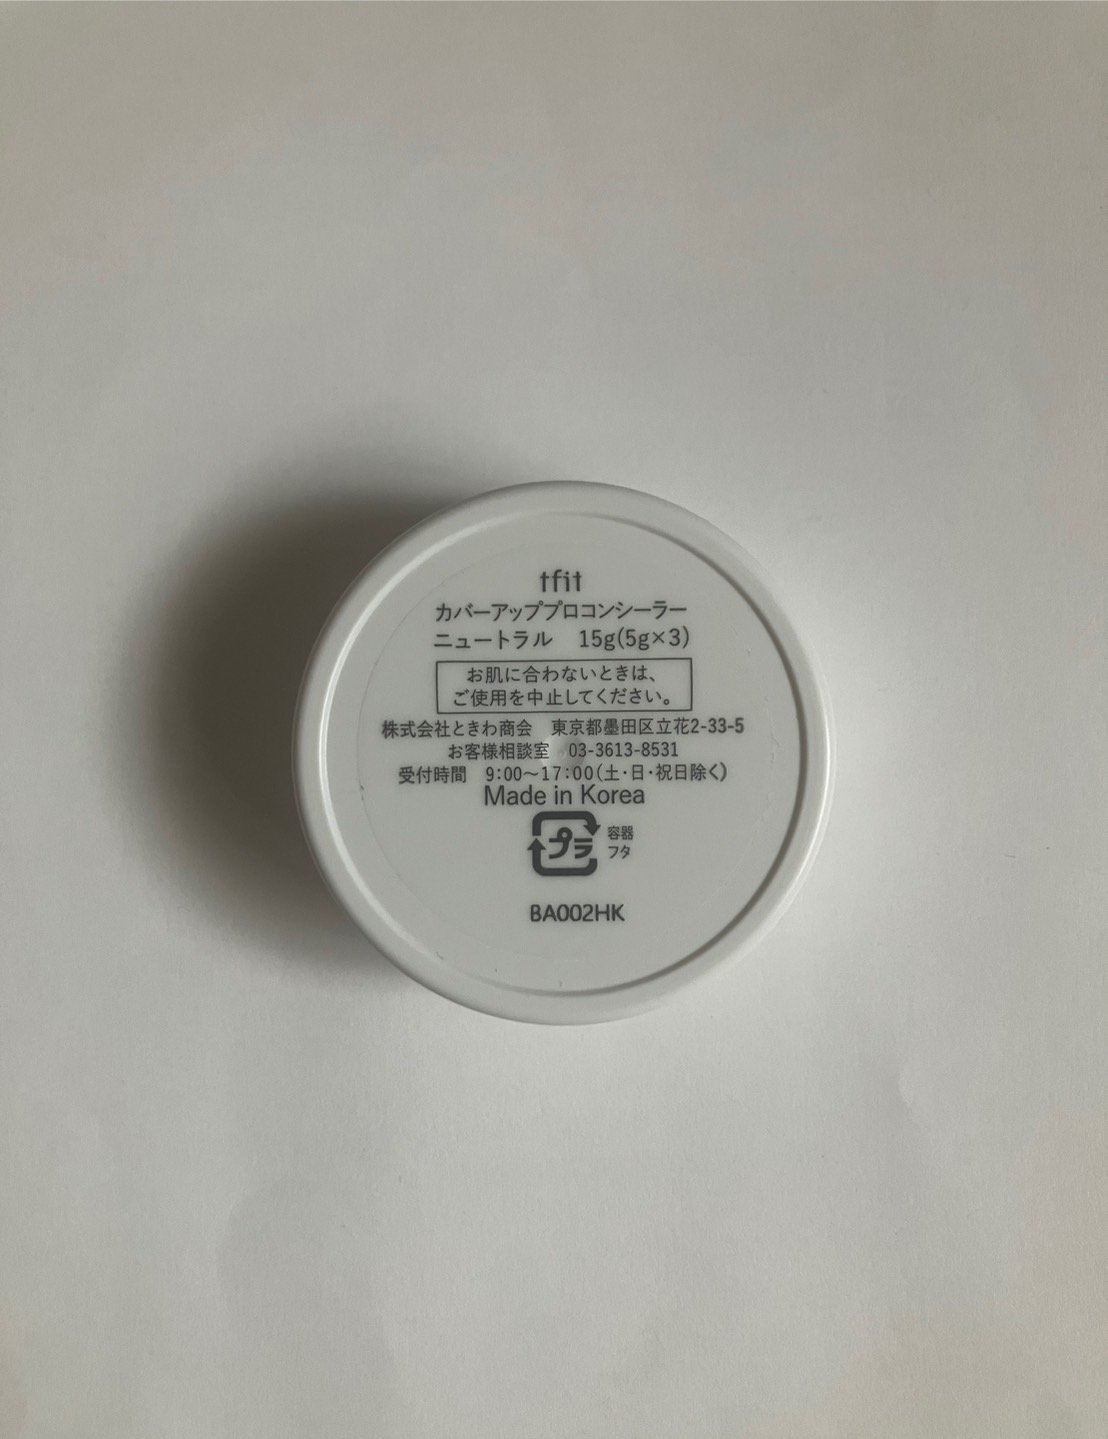 tfit
カバーアッププロコンシーラー
ニュートラル 15g(5g×3)
お肌に合わないときは、
ご使用を中止してください。
株式会社ときわ商会 東京都墨田区立花2-33-5
お客様相談室 03-3613-8531
受付時間 9:00〜17:00(土・日・祝日除く)
Made in Korea
プラ 容器
フタ
BA002HK